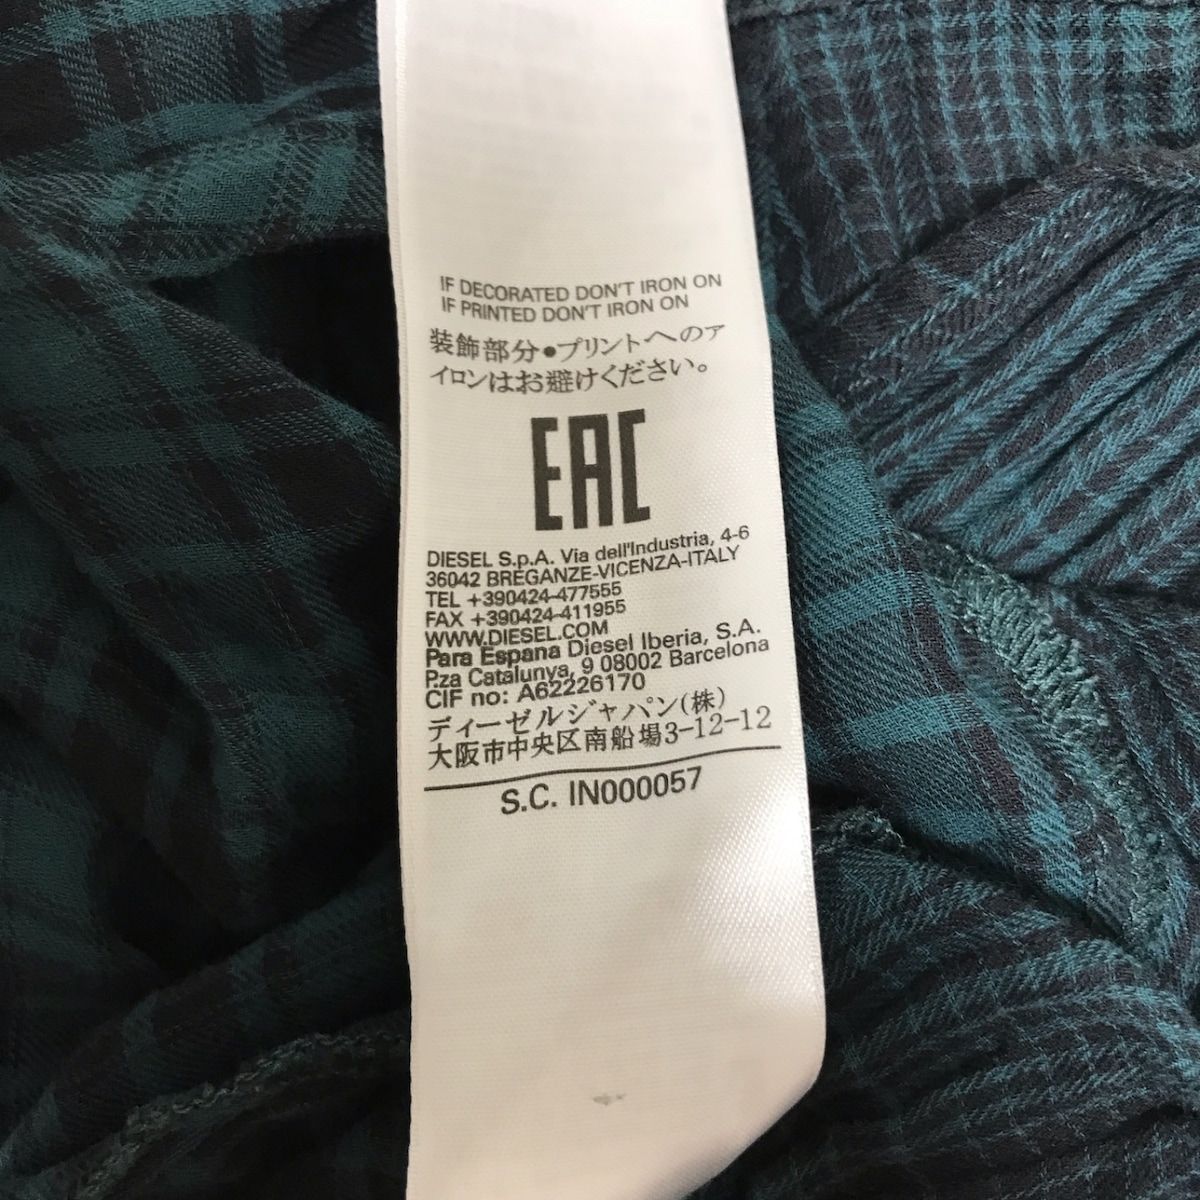 IF DECORATED DON'T IRON ON
IF PRINTED DON'T IRON ON
装飾部分●プリントへのア
イロンはお避けください。
EAC
DIESEL S.p.A. Via dell'Industria, 4-6
36042 BREGANZE-VICENZA-ITALY
TEL +390424-477555
FAX +390424-411955
WWW.DIESEL.COM
Para Espana Diesel Iberia, S.A.
P.za Catalunya, 9 08002 Barcelona
CIF no: A62226170
ディーゼルジャパン(株)
大阪市中央区南船場3-12-12
S.C. IN000057